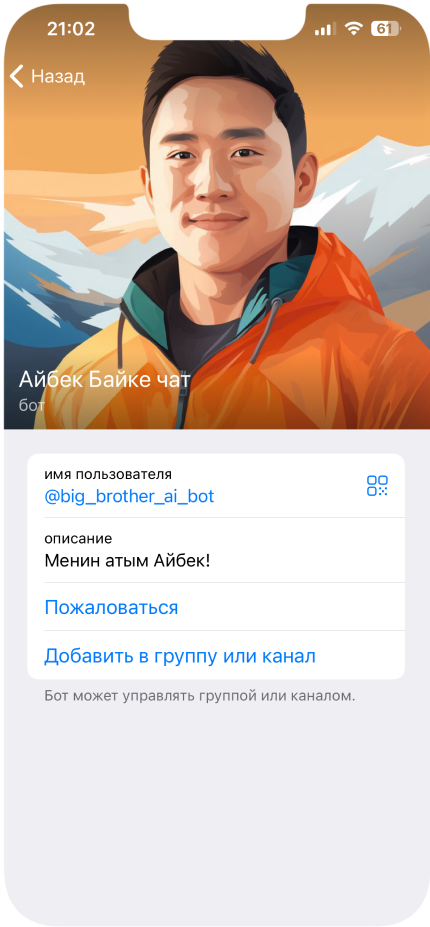 21:02
61
Назад
Айбек Байке чат
бот
имя пользователя
@big_brother_ai_bot
описание
Менин атым Айбек!
Пожаловаться
Добавить в группу или канал
Бот может управлять группой или каналом.